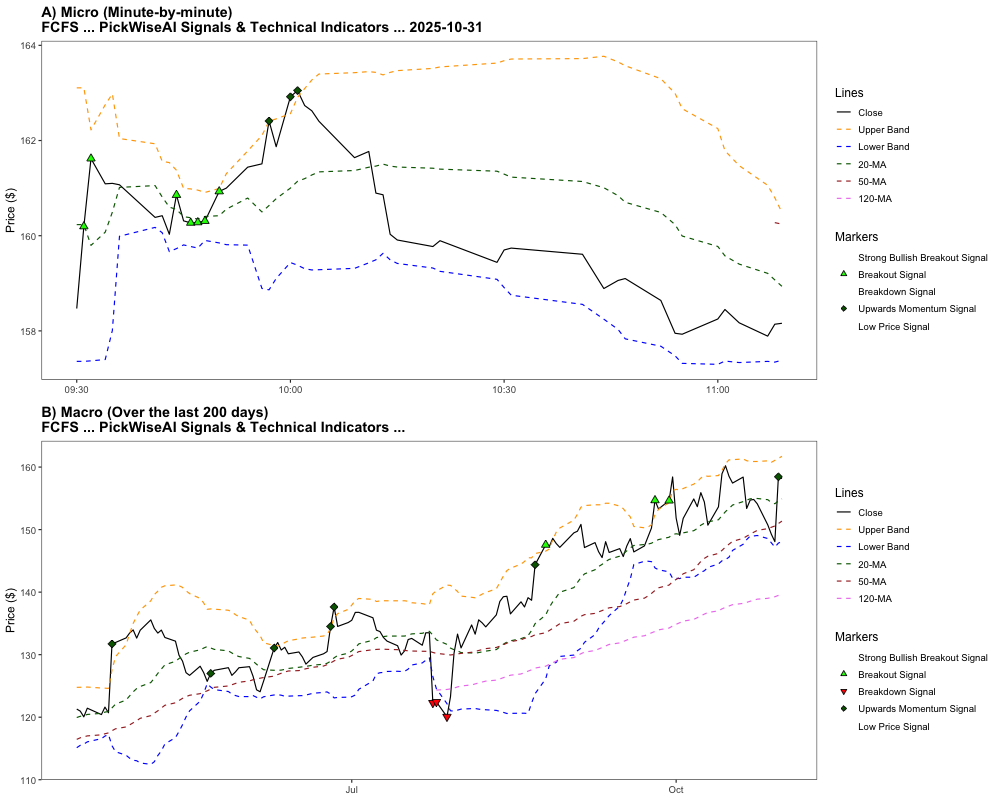 A) Micro (Minute-by-minute)
FCFS ... PickWiseAI Signals & Technical Indicators ... 2025-10-31
164
162
160
158
Price ($)
09:30
10:00
10:30
11:00
Lines
Close
Upper Band
Lower Band
20-MA
50-MA
120-MA
Markers
Strong Bullish Breakout Signal
Breakout Signal
Breakdown Signal
Upwards Momentum Signal
Low Price Signal
B) Macro (Over the last 200 days)
FCFS ... PickWiseAI Signals & Technical Indicators ...
160
150
140
130
120
110
Price ($)
Jul
Oct
Lines
Close
Upper Band
Lower Band
20-MA
50-MA
120-MA
Markers
Strong Bullish Breakout Signal
Breakout Signal
Breakdown Signal
Upwards Momentum Signal
Low Price Signal